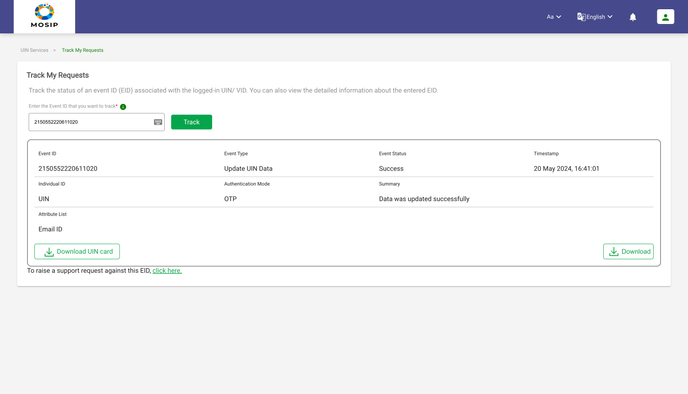 MOSIP
Aa
English
UIN Services > Track My Requests
Track My Requests
Track the status of an event ID (EID) associated with the logged-in UIN/ VID. You can also view the detailed information about the entered EID.
Enter the Event ID that you want to track*
2150552220611020
Track
Event ID Event Type Event Status Timestamp
2150552220611020 Update UIN Data Success 20 May 2024, 16:41:01
Individual ID Authentication Mode Summary
UIN OTP Data was updated successfully
Attribute List
Email ID
Download UIN card Download
To raise a support request against this EID, click here.